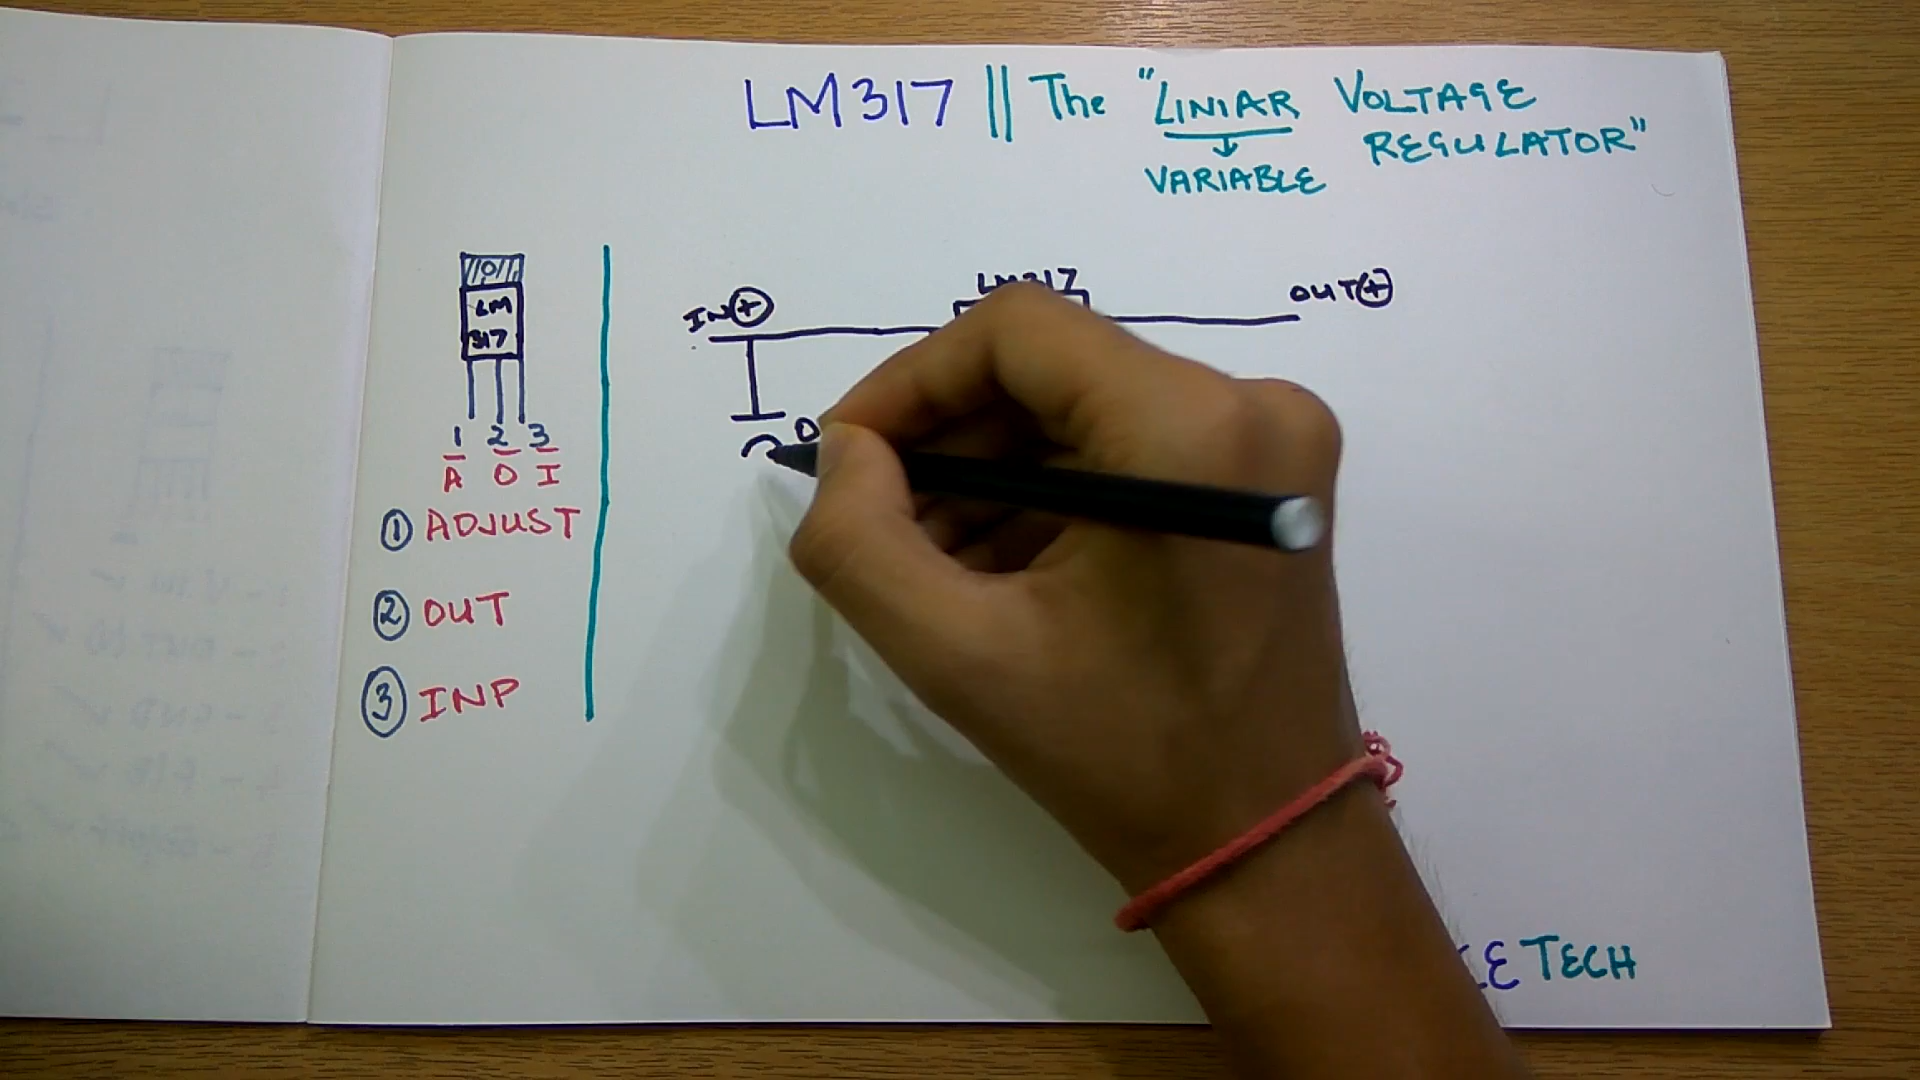 LM317 || The "LINIAR VOLTAGE
REGULATOR"
VARIABLE
LM
317
1 2 3
A O I
① ADJUST
② OUT
③ INP
LM317
IN +
OUT +
TECH